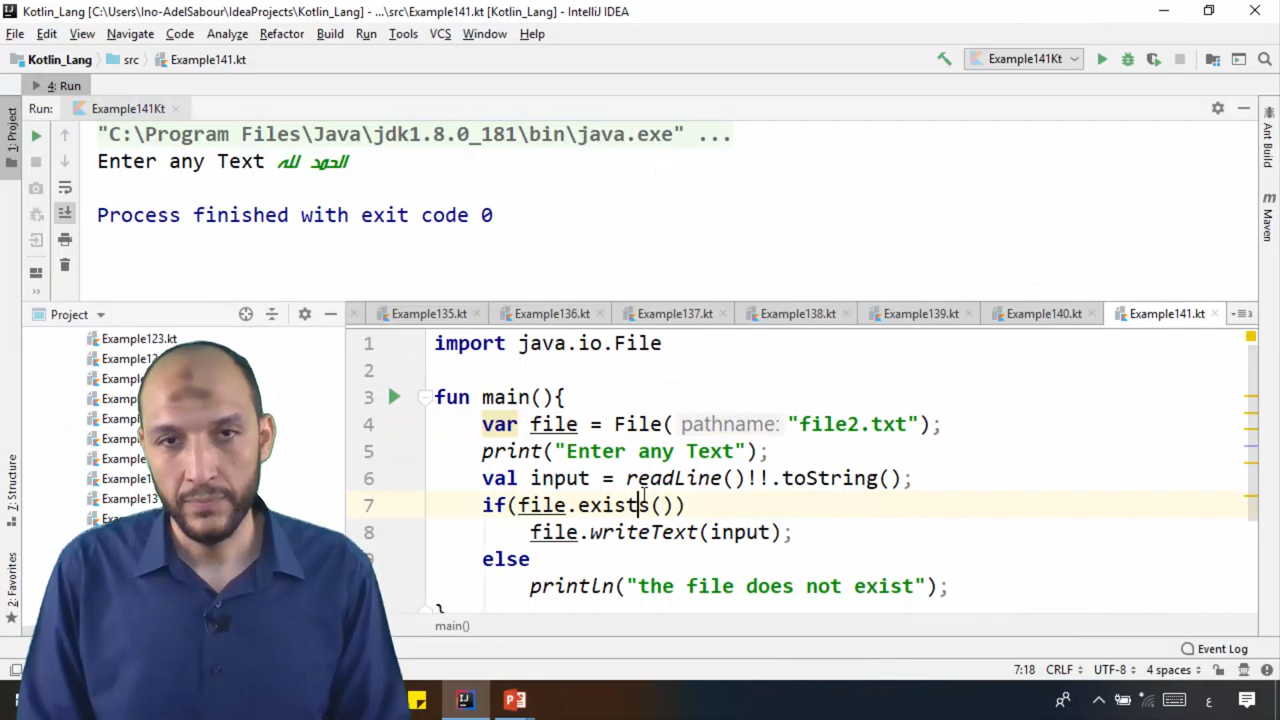 Kotlin_Lang [C:\Users\Ino-AdelSabour\IdeaProjects\Kotlin_Lang] - ...\src\Example141.kt [Kotlin_Lang] - IntelliJ IDEA
File Edit View Navigate Code Analyze Refactor Build Run Tools VCS Window Help
Kotlin_Lang src Example141.kt Example141Kt
4: Run
Run: Example141Kt
"C:\Program Files\Java\jdk1.8.0_181\bin\java.exe" ...
Enter any Text الحمد لله
Process finished with exit code 0
1: Project
Ant Build
Maven
Project
Example135.kt Example136.kt Example137.kt Example138.kt Example139.kt Example140.kt Example141.kt
Example123.kt
1 import java.io.File
2
3 fun main(){
4 var file = File( pathname: "file2.txt");
5 print("Enter any Text");
6 val input = readLine()!!.toString();
7 if(file.exists())
8 file.writeText(input);
else
println("the file does not exist");
}
main()
7: Structure
2: Favorites
Event Log
7:18 CRLF UTF-8 4 spaces
ع